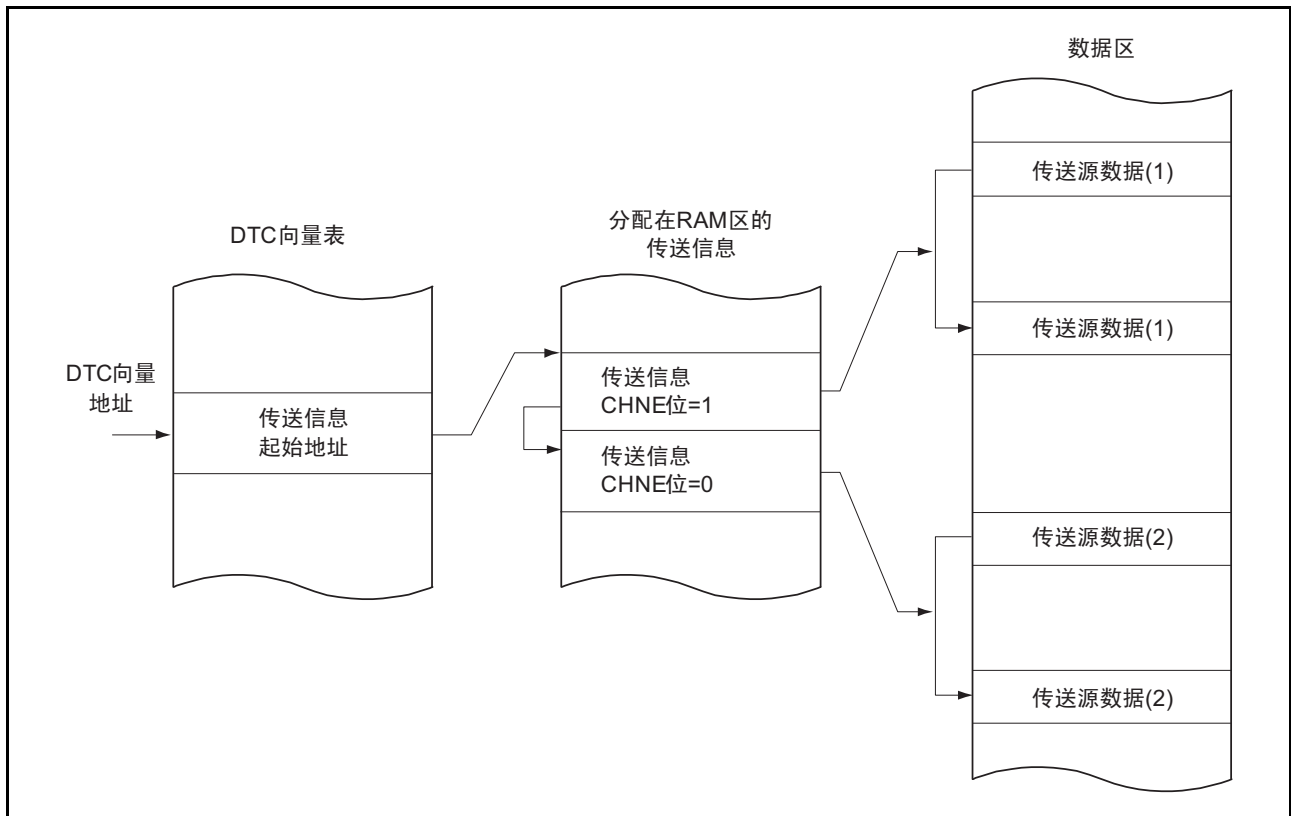 数据区
传送源数据(1)
分配在RAM区的
传送信息
DTC向量表
传送源数据(1)
DTC向量
地址
传送信息
起始地址
传送信息
CHNE位=1
传送信息
CHNE位=0
传送源数据(2)
传送源数据(2)